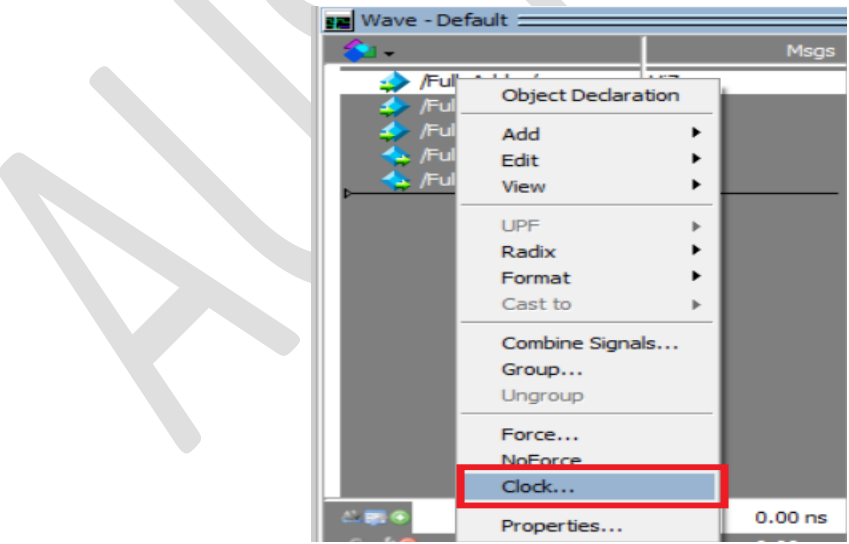 Wave - Default
Msgs
/Full
Object Declaration
/Ful
Add
/Ful
Edit
/Ful
View
/Ful
UPF
Radix
Format
Cast to
Combine Signals...
Group...
Ungroup
Force...
NoForce
Clock...
Properties...
0.00 ns